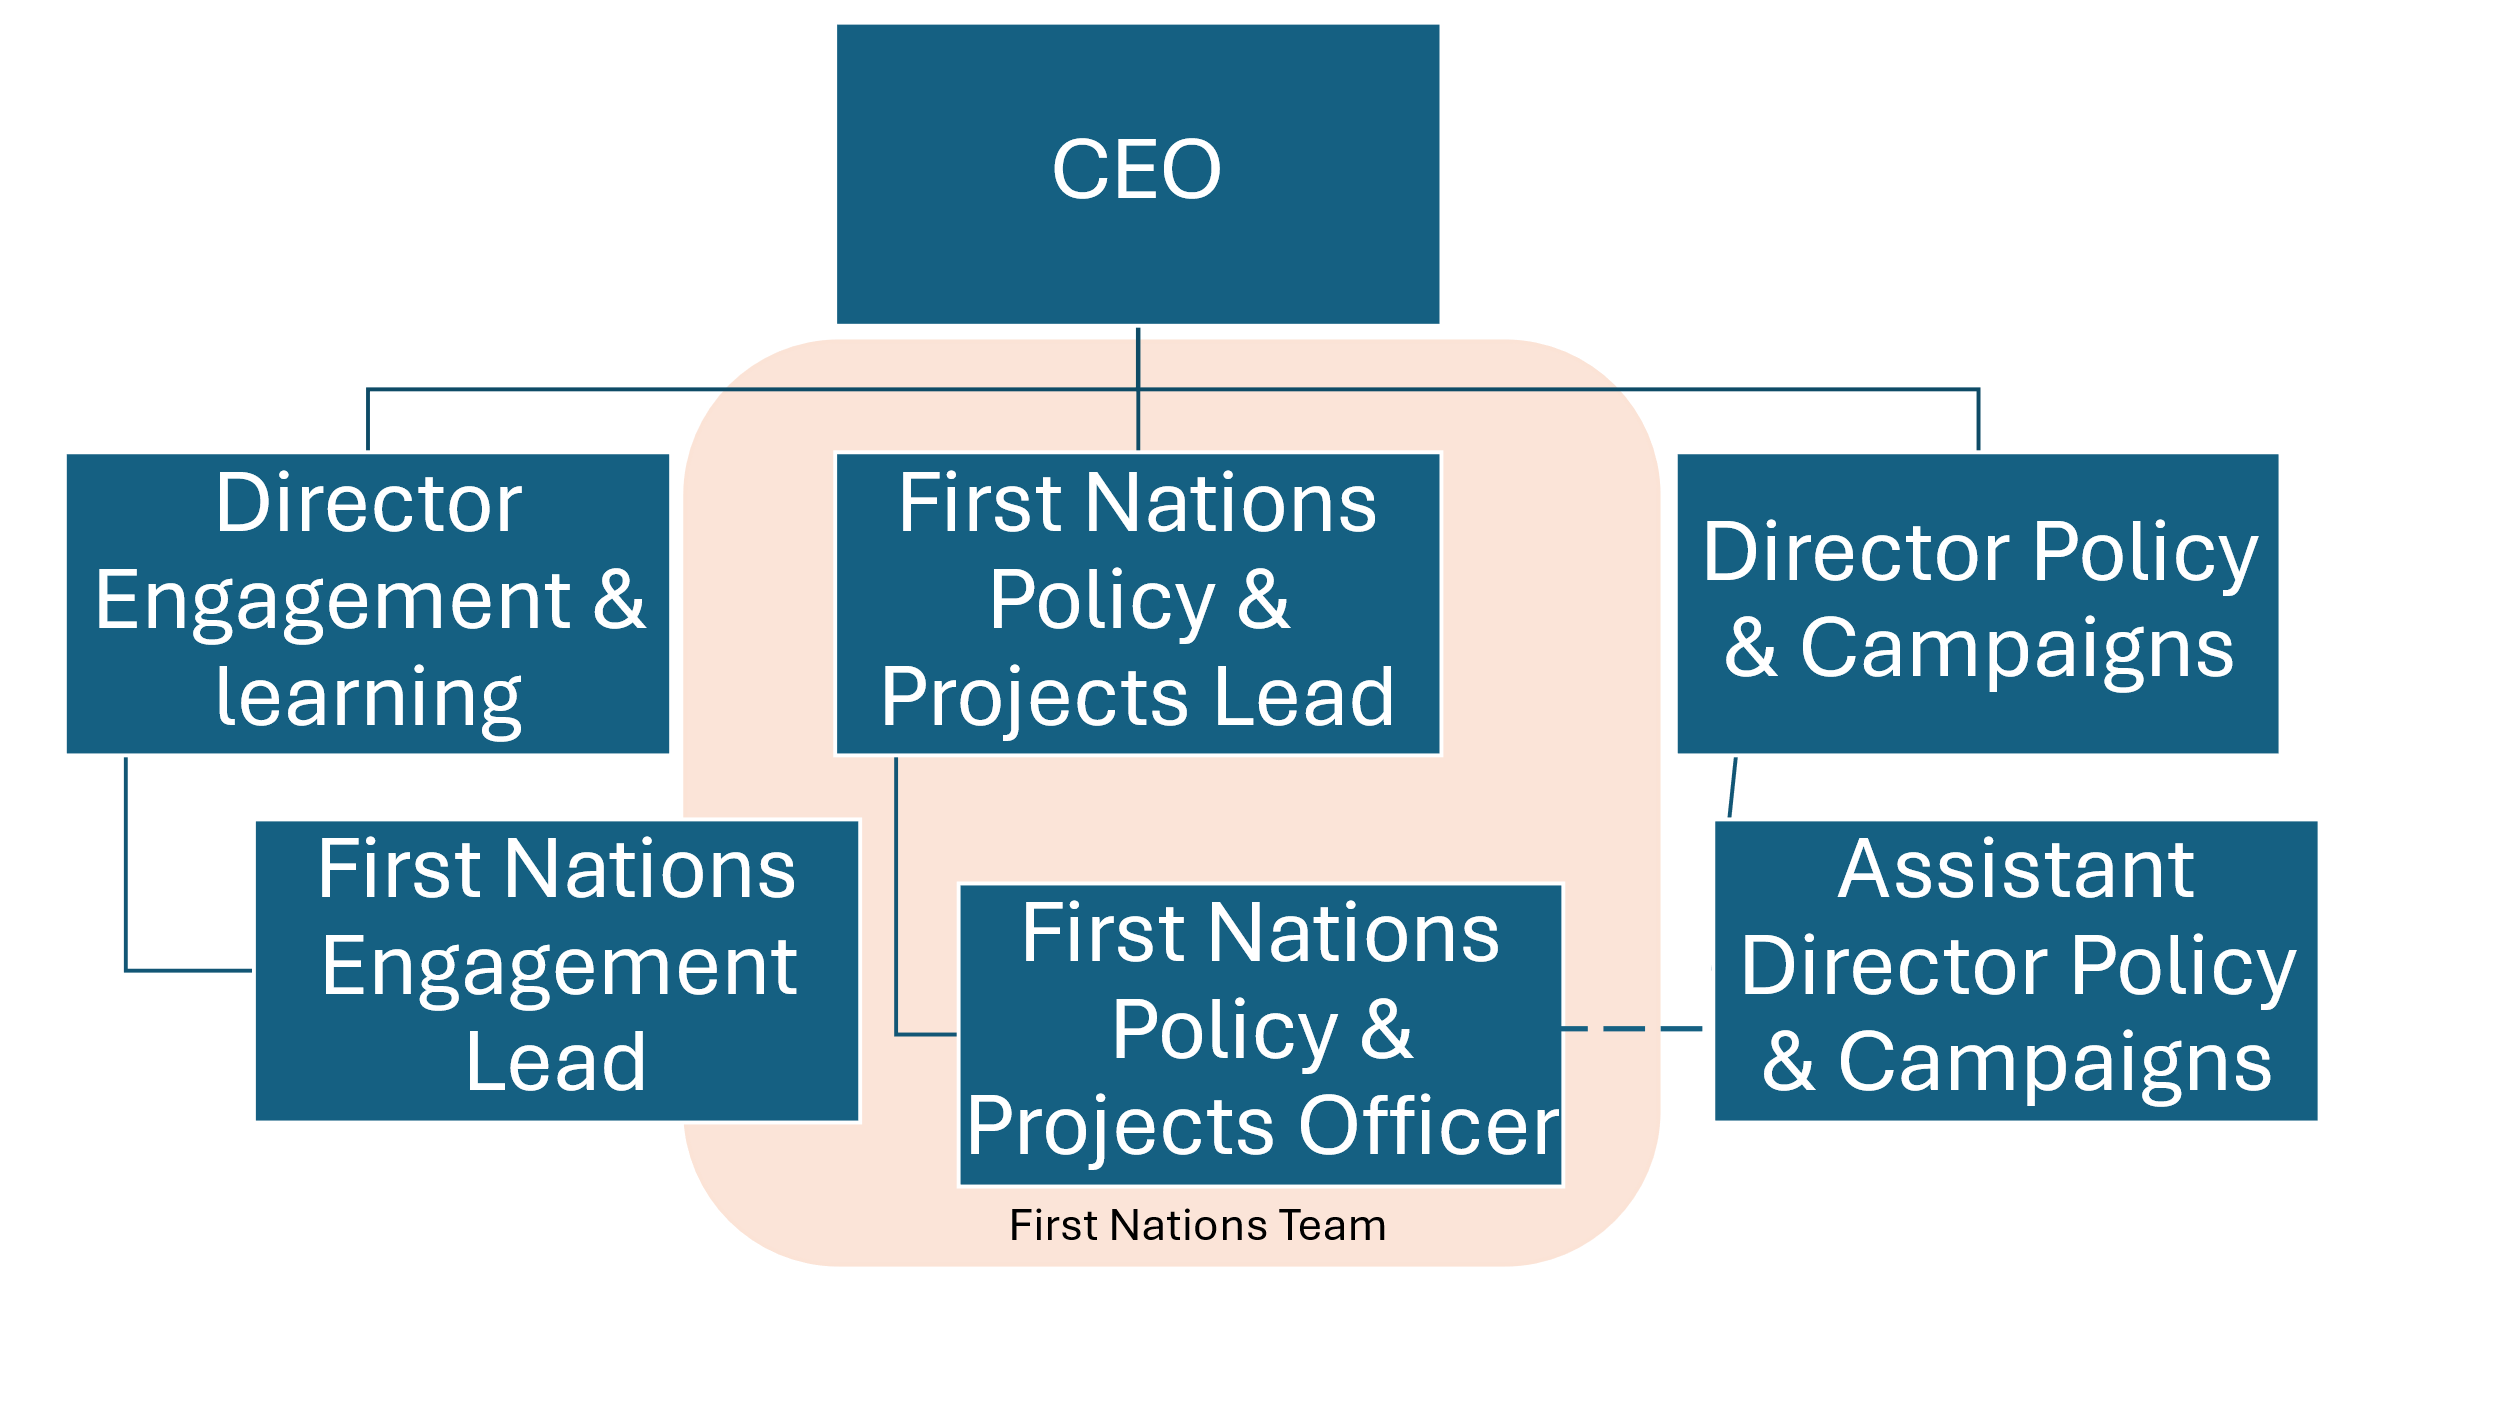 CEO
Director
Engagement &
learning
First Nations
Policy &
Projects Lead
Director Policy
& Campaigns
First Nations
Engagement
Lead
First Nations
Policy &
Projects Officer
Assistant
Director Policy
& Campaigns
First Nations Team